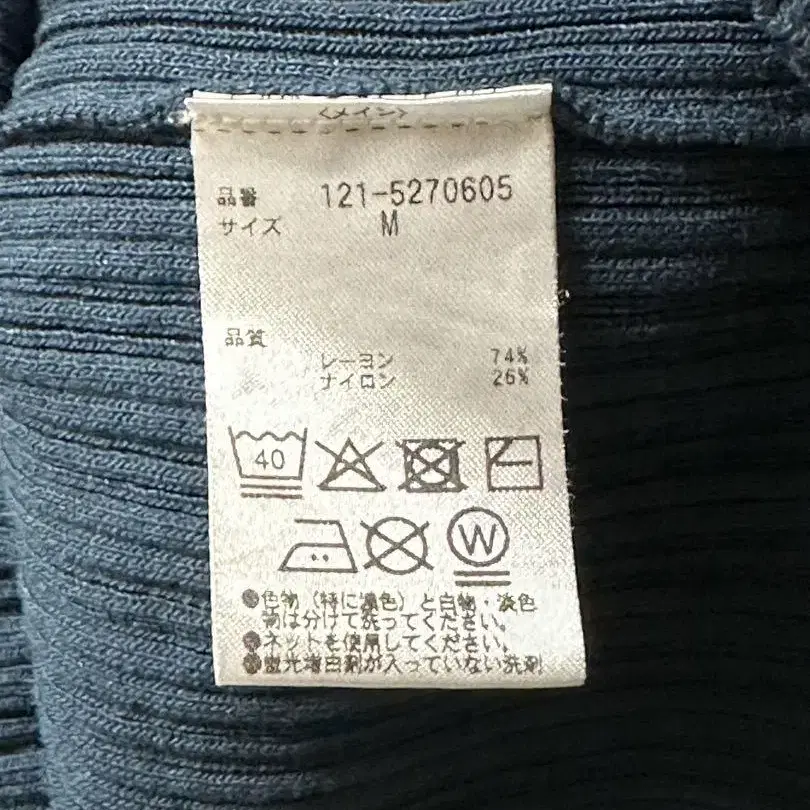 <メイン>
品番 121-5270605
サイズ M
品質
レーヨン 74%
ナイロン 26%
40
W
●色物(特に濃色)と白物・淡色
物は分けて洗ってください。
●ネットを使用してください。
●蛍光増白剤が入っていない洗剤